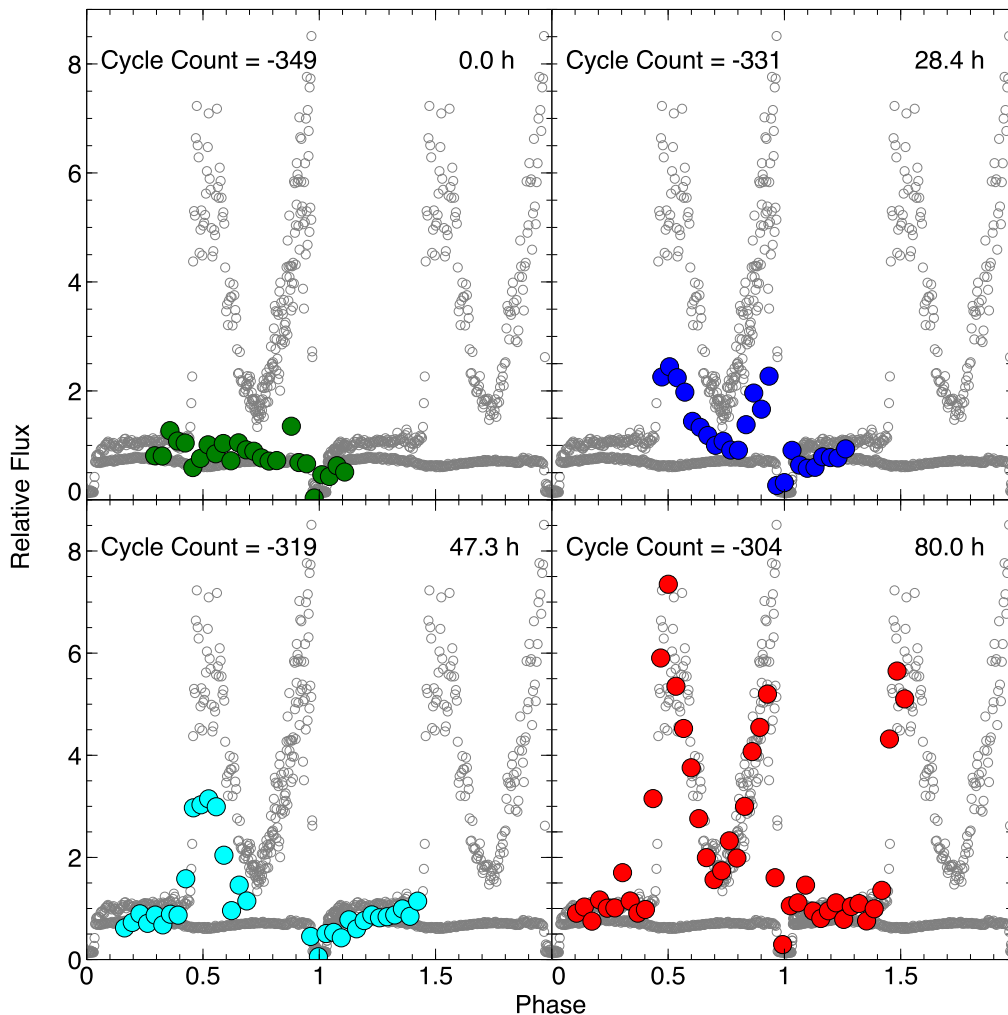 Cycle Count = -349 0.0 h
Cycle Count = -331 28.4 h
8
6
4
2
0
Relative Flux
Cycle Count = -319 47.3 h
Cycle Count = -304 80.0 h
8
6
4
2
0
0 0.5 1 1.5 0 0.5 1 1.5
Phase